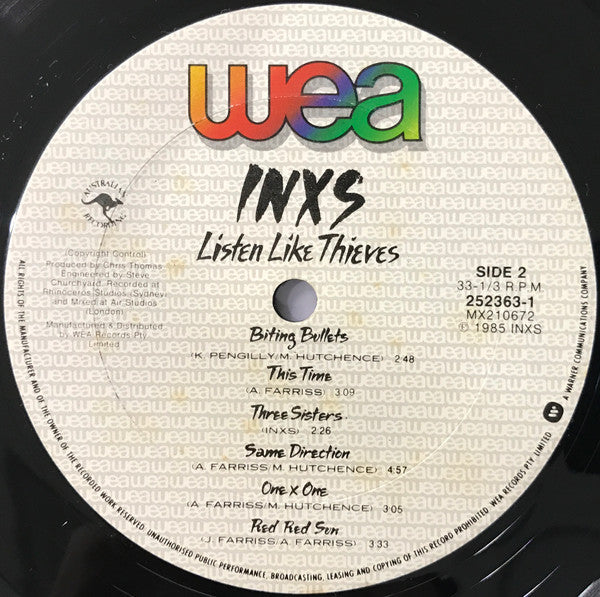 wea
INXS
Listen Like Thieves
AUSTRALIAN
RECORDING
(Copyright Control)
Produced by Chris Thomas
Engineered by Steve
Churchyard. Recorded at
Rhinoceros Studios (Sydney)
and Mixed at Air Studios
(London)
Manufactured & Distributed
by WEA Records Pty
Limited
SIDE 2
33-1/3 R.P.M
252363-1
MX210672
© 1985 INXS
Biting Bullets
(K. PENGILLY/M. HUTCHENCE) 2:48
This Time
(A. FARRISS) 3:09
Three Sisters
(INXS) 2:26
Same Direction
(A. FARRISS/M. HUTCHENCE) 4:57
One x One
(A. FARRISS/M. HUTCHENCE) 3:05
Red Red Sun
(J. FARRISS/A. FARRISS) 3:33
ALL RIGHTS OF THE MANUFACTURER AND OF THE OWNER OF THE RECORDED WORK RESERVED. UNAUTHORISED PUBLIC PERFORMANCE, BROADCASTING, LEASING AND COPYING OF THIS RECORD PROHIBITED. WEA RECORDS PTY LIMITED
A WARNER COMMUNICATIONS COMPANY.